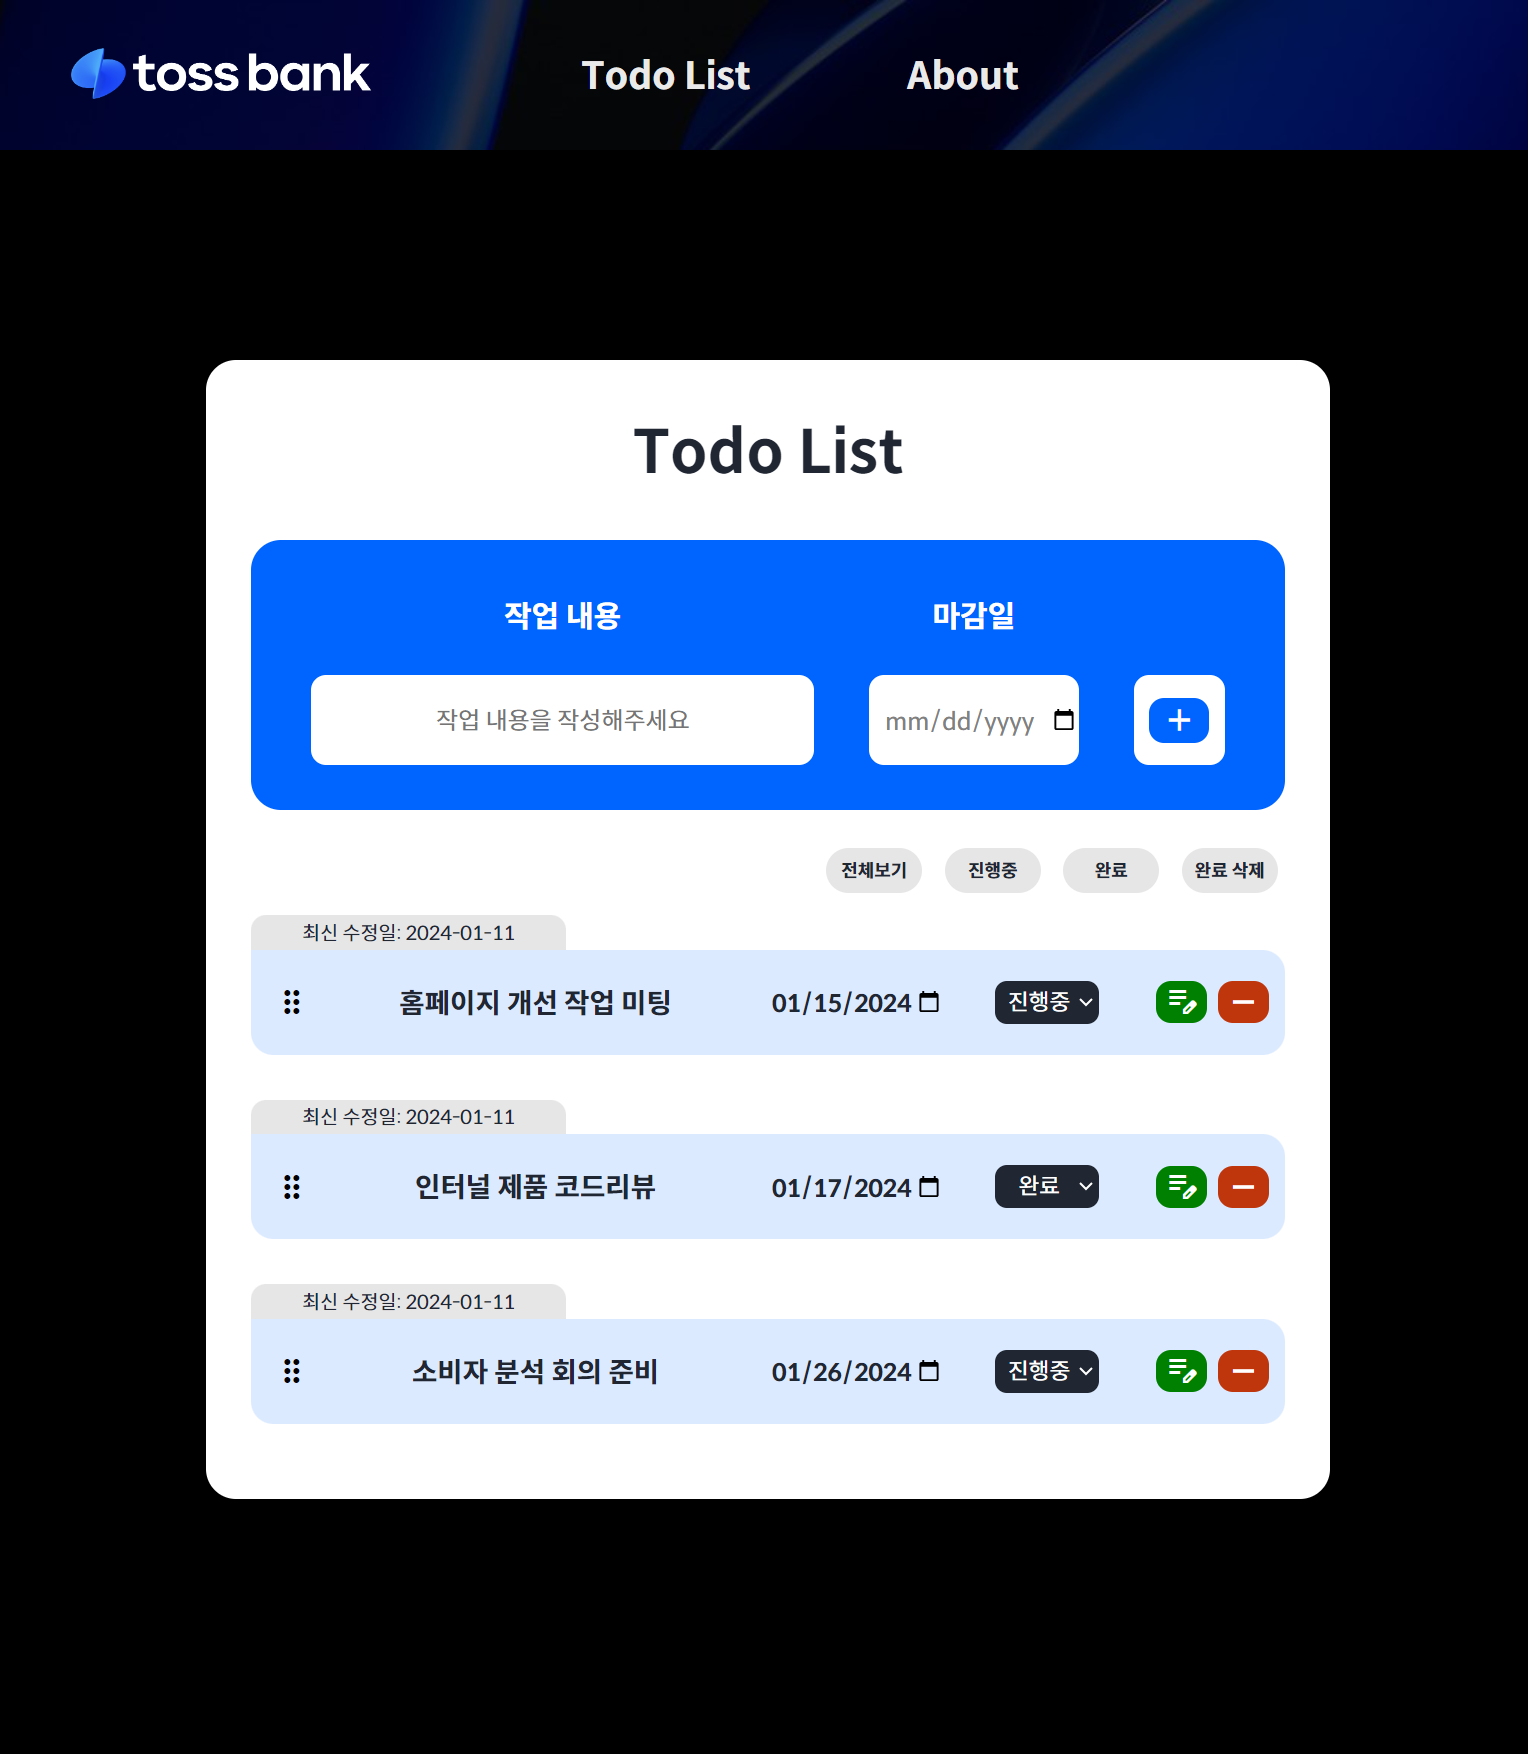 toss bank
Todo List
About
Todo List
작업 내용
마감일
작업 내용을 작성해주세요
mm/dd/yyyy
전체보기
진행중
완료
완료 삭제
최신 수정일: 2024-01-11
홈페이지 개선 작업 미팅
01/15/2024
진행중
최신 수정일: 2024-01-11
인터널 제품 코드리뷰
01/17/2024
완료
최신 수정일: 2024-01-11
소비자 분석 회의 준비
01/26/2024
진행중